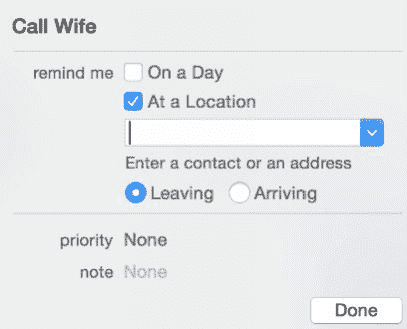 Call Wife
remind me On a Day
At a Location
Enter a contact or an address
Leaving Arriving
priority None
note None
Done